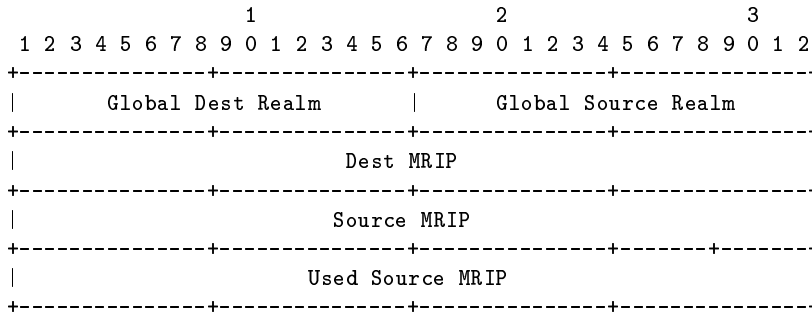 1 2 3
1 2 3 4 5 6 7 8 9 0 1 2 3 4 5 6 7 8 9 0 1 2 3 4 5 6 7 8 9 0 1 2
+---------------+---------------+---------------+---------------
| Global Dest Realm | Global Source Realm
+---------------+---------------+---------------+---------------
| Dest MRIP
+---------------+---------------+---------------+---------------
| Source MRIP
+---------------+---------------+---------------+-------+-------
| Used Source MRIP
+---------------+---------------+---------------+---------------